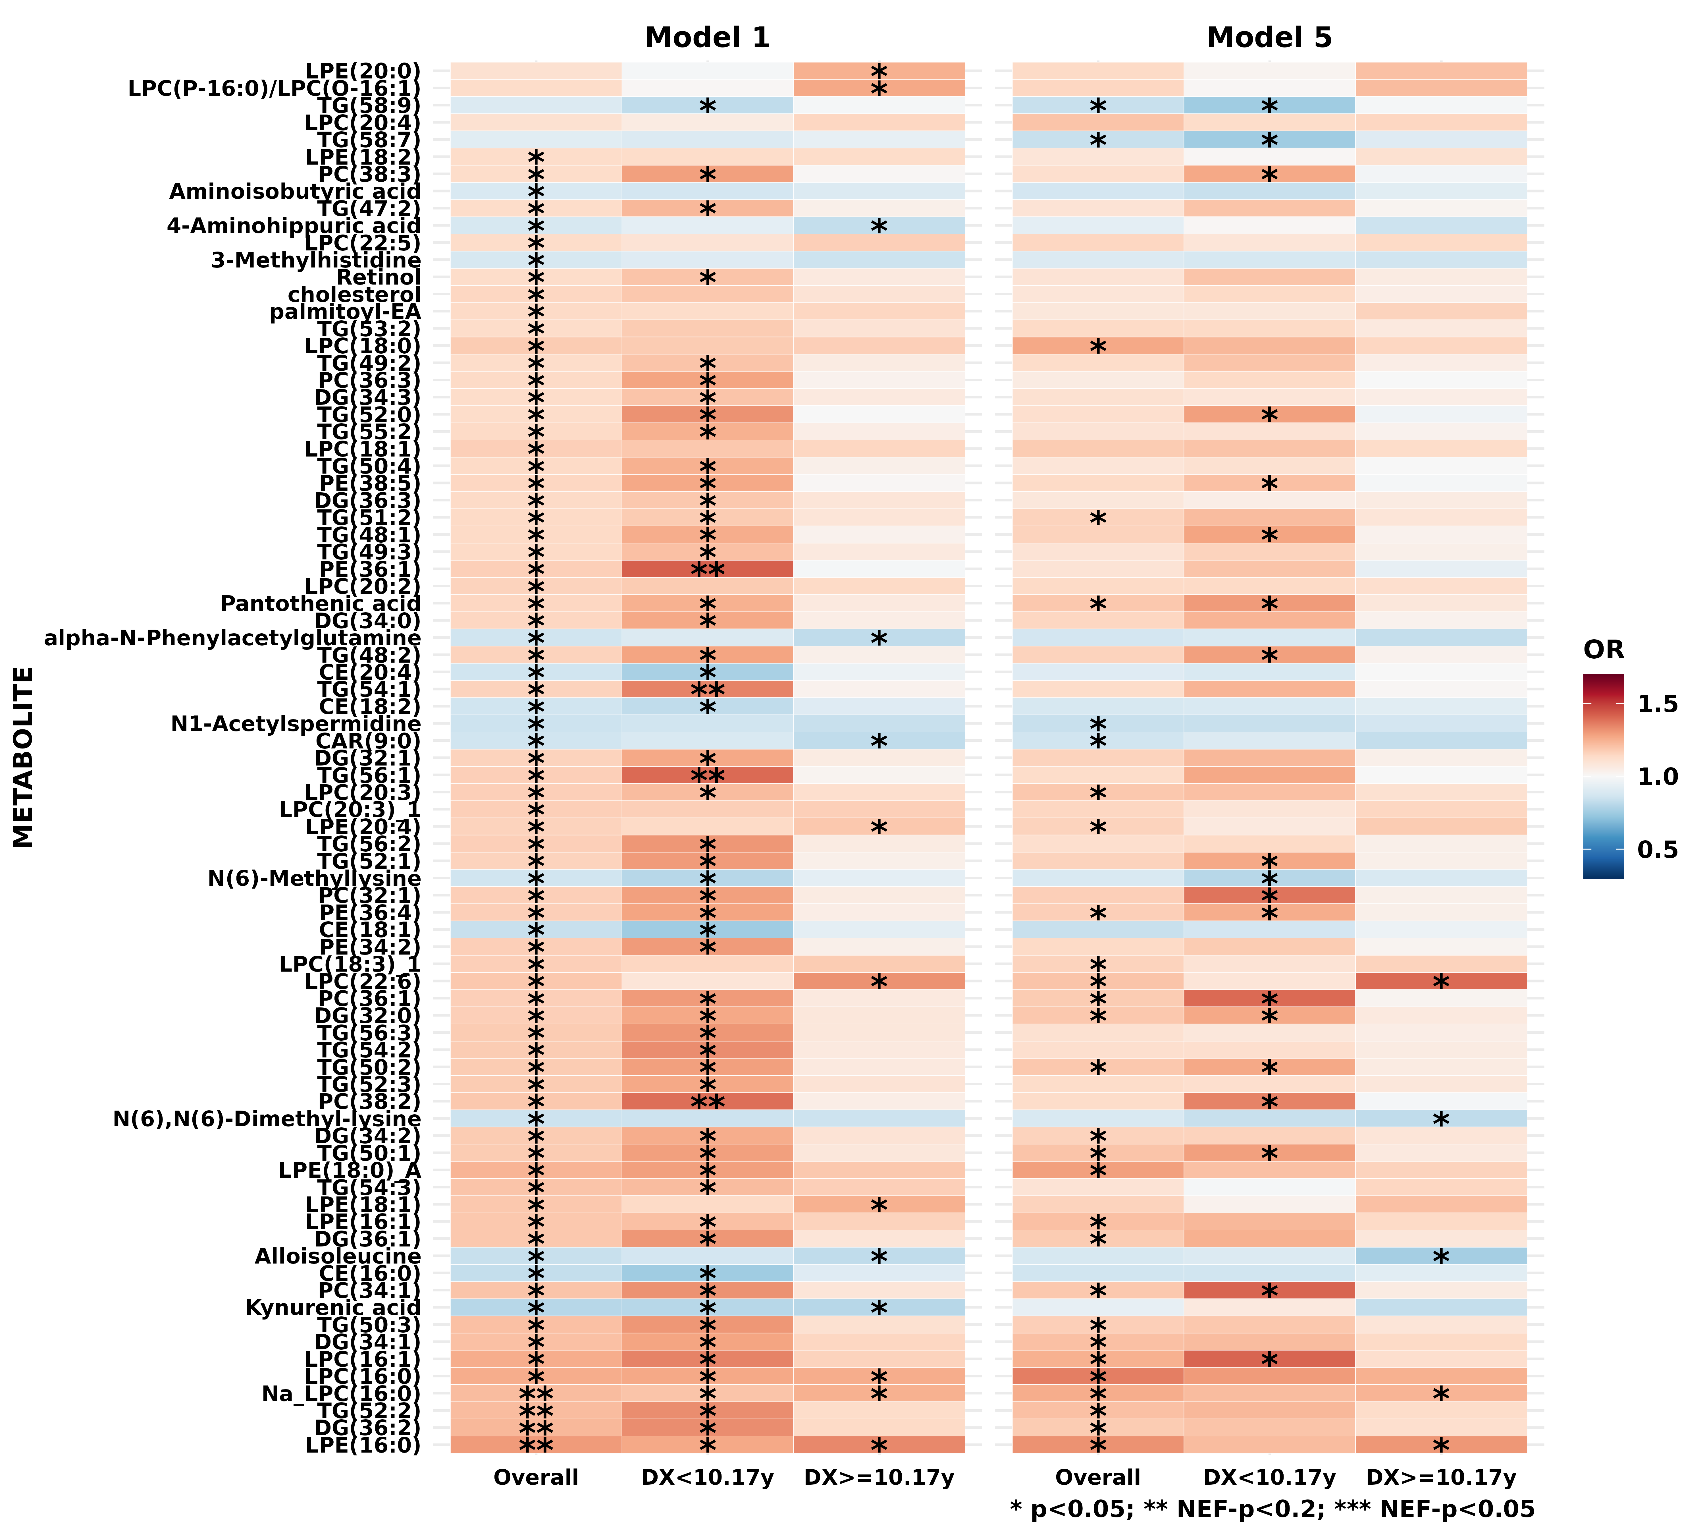 Model 1
Model 5
LPE(20:0)
LPC(P-16:0)/LPC(O-16:1)
TG(58:9)
LPC(20:4)
TG(58:7)
LPE(18:2)
PC(38:3)
Aminoisobutyric acid
TG(47:2)
4-Aminohippuric acid
LPC(22:5)
3-Methylhistidine
Retinol
cholesterol
palmitoyl-EA
TG(53:2)
LPC(18:0)
TG(49:2)
PC(36:3)
DG(34:3)
TG(52:0)
TG(55:2)
LPC(18:1)
TG(50:4)
PE(38:5)
DG(36:3)
TG(51:2)
TG(48:1)
TG(49:3)
PE(36:1)
LPC(20:2)
Pantothenic acid
DG(34:0)
alpha-N-Phenylacetylglutamine
TG(48:2)
CE(20:4)
TG(54:1)
CE(18:2)
N1-Acetylspermidine
CAR(9:0)
DG(32:1)
TG(56:1)
LPC(20:3)
LPC(20:3)_1
LPE(20:4)
TG(56:2)
TG(52:1)
N(6)-Methyllysine
PC(32:1)
PE(36:4)
CE(18:1)
PE(34:2)
LPC(18:3)_1
LPC(22:6)
PC(36:1)
DG(32:0)
TG(56:3)
TG(54:2)
TG(50:2)
TG(52:3)
PC(38:2)
N(6),N(6)-Dimethyl-lysine
DG(34:2)
TG(50:1)
LPE(18:0)_A
TG(54:3)
LPE(18:1)
LPE(16:1)
DG(36:1)
Alloisoleucine
CE(16:0)
PC(34:1)
Kynurenic acid
TG(50:3)
DG(34:1)
LPC(16:1)
LPC(16:0)
Na_LPC(16:0)
TG(52:2)
DG(36:2)
LPE(16:0)
METABOLITE
OR
1.5
1.0
0.5
Overall DX<10.17y DX>=10.17y
Overall DX<10.17y DX>=10.17y
* p<0.05; ** NEF-p<0.2; *** NEF-p<0.05